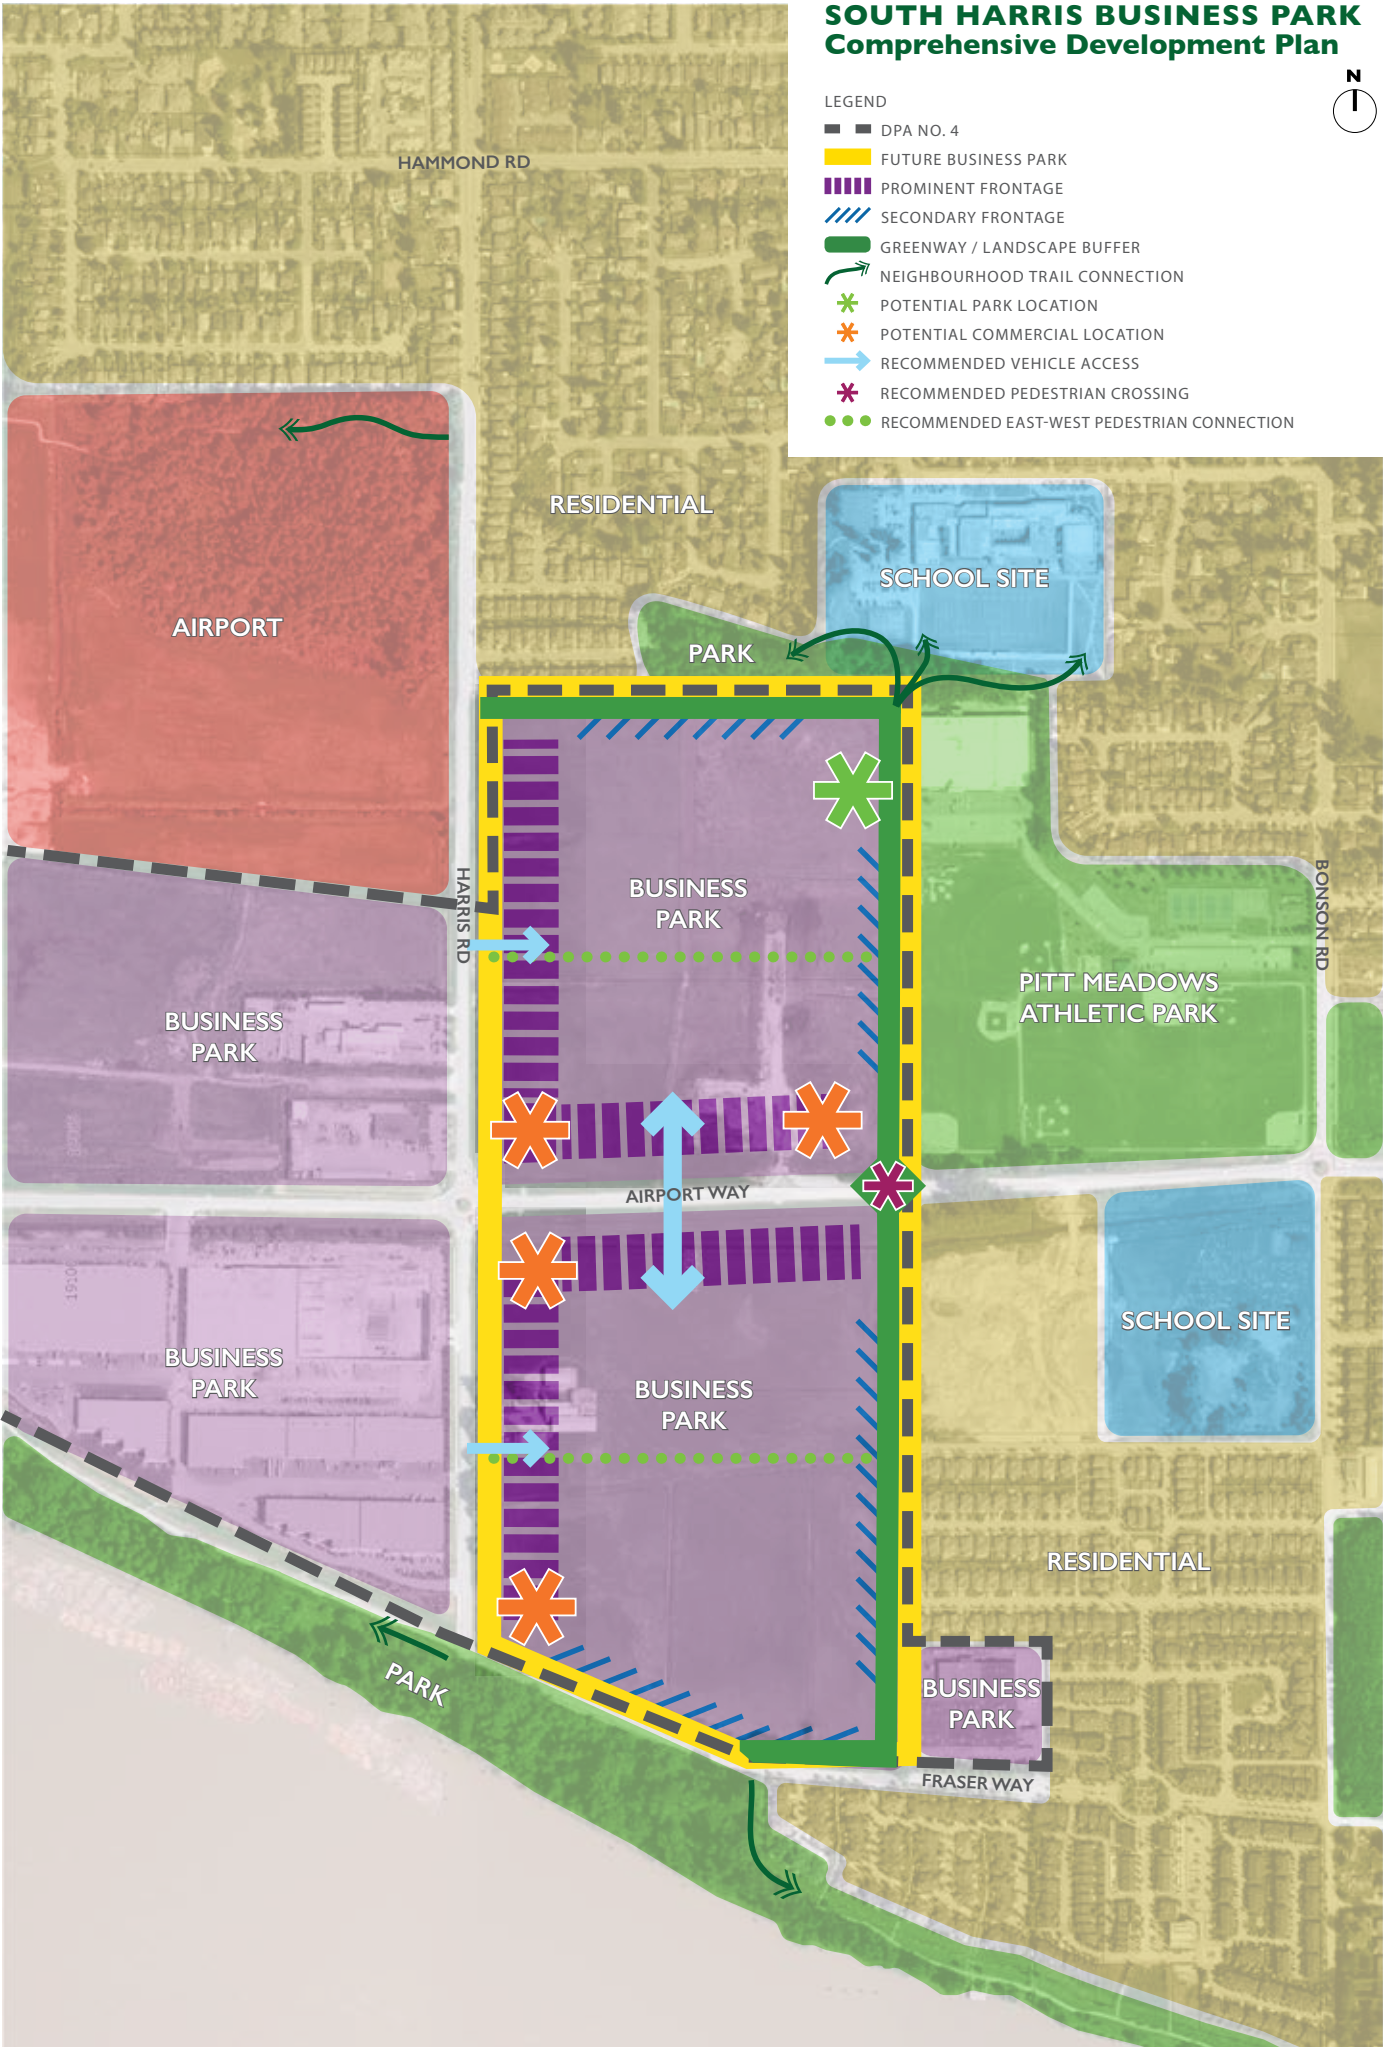 SOUTH HARRIS BUSINESS PARK
Comprehensive Development Plan
N
LEGEND
DPA NO. 4
FUTURE BUSINESS PARK
PROMINENT FRONTAGE
SECONDARY FRONTAGE
GREENWAY / LANDSCAPE BUFFER
NEIGHBOURHOOD TRAIL CONNECTION
POTENTIAL PARK LOCATION
POTENTIAL COMMERCIAL LOCATION
RECOMMENDED VEHICLE ACCESS
RECOMMENDED PEDESTRIAN CROSSING
RECOMMENDED EAST-WEST PEDESTRIAN CONNECTION
HAMMOND RD
RESIDENTIAL
SCHOOL SITE
AIRPORT
PARK
HARRIS RD
BUSINESS
PARK
BONSON RD
PITT MEADOWS
ATHLETIC PARK
BUSINESS
PARK
AIRPORT WAY
SCHOOL SITE
BUSINESS
PARK
BUSINESS
PARK
RESIDENTIAL
PARK
BUSINESS
PARK
FRASER WAY